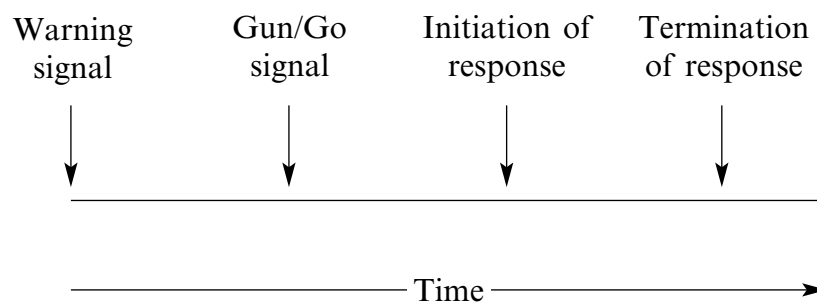 Warning
signal
Gun/Go
signal
Initiation of
response
Termination
of response
Time